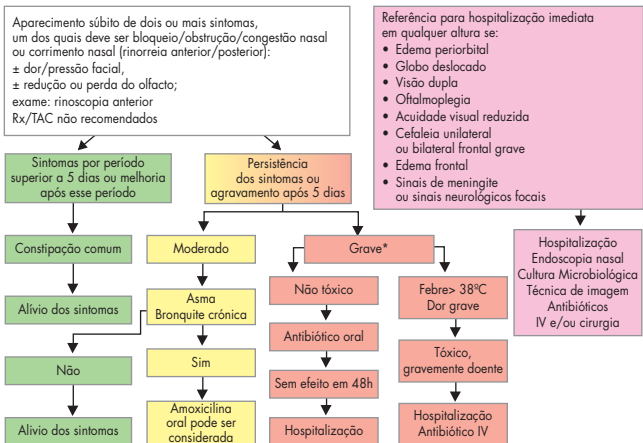 Aparecimento súbito de dois ou mais sintomas,
um dos quais deve ser bloqueio/obstrução/congestão nasal
ou corrimento nasal (rinorreia anterior/posterior):
± dor/pressão facial,
± redução ou perda do olfacto;
exame: rinoscopia anterior
Rx/TAC não recomendados
Referência para hospitalização imediata
em qualquer altura se:
• Edema periorbital
• Globo deslocado
• Visão dupla
• Oftalmoplegia
• Acuidade visual reduzida
• Cefaleia unilateral
ou bilateral frontal grave
• Edema frontal
• Sinais de meningite
ou sinais neurológicos focais
Sintomas por período
superior a 5 dias ou melhoria
após esse período
Persistência
dos sintomas ou
agravamento após 5 dias
Constipação comum
Moderado
Grave*
Hospitalização
Endoscopia nasal
Cultura Microbiológica
Técnica de imagem
Antibióticos
IV e/ou cirurgia
Alívio dos sintomas
Asma
Bronquite crónica
Não tóxico
Febre> 38ºC
Dor grave
Não
Sim
Antibiótico oral
Tóxico,
gravemente doente
Sem efeito em 48h
Alivio dos sintomas
Amoxicilina
oral pode ser
considerada
Hospitalização
Hospitalização
Antibiótico IV